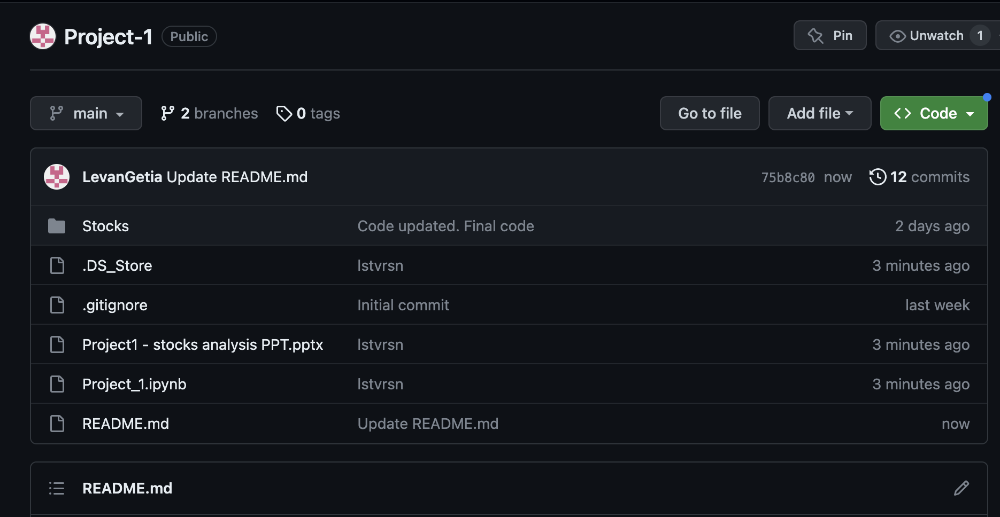 Project-1 Public Pin Unwatch 1
main 2 branches 0 tags Go to file Add file <> Code
LevanGetia Update README.md 75b8c80 now 12 commits
Stocks Code updated. Final code 2 days ago
.DS_Store lstvrsn 3 minutes ago
.gitignore Initial commit last week
Project1 - stocks analysis PPT.pptx lstvrsn 3 minutes ago
Project_1.ipynb lstvrsn 3 minutes ago
README.md Update README.md now
README.md